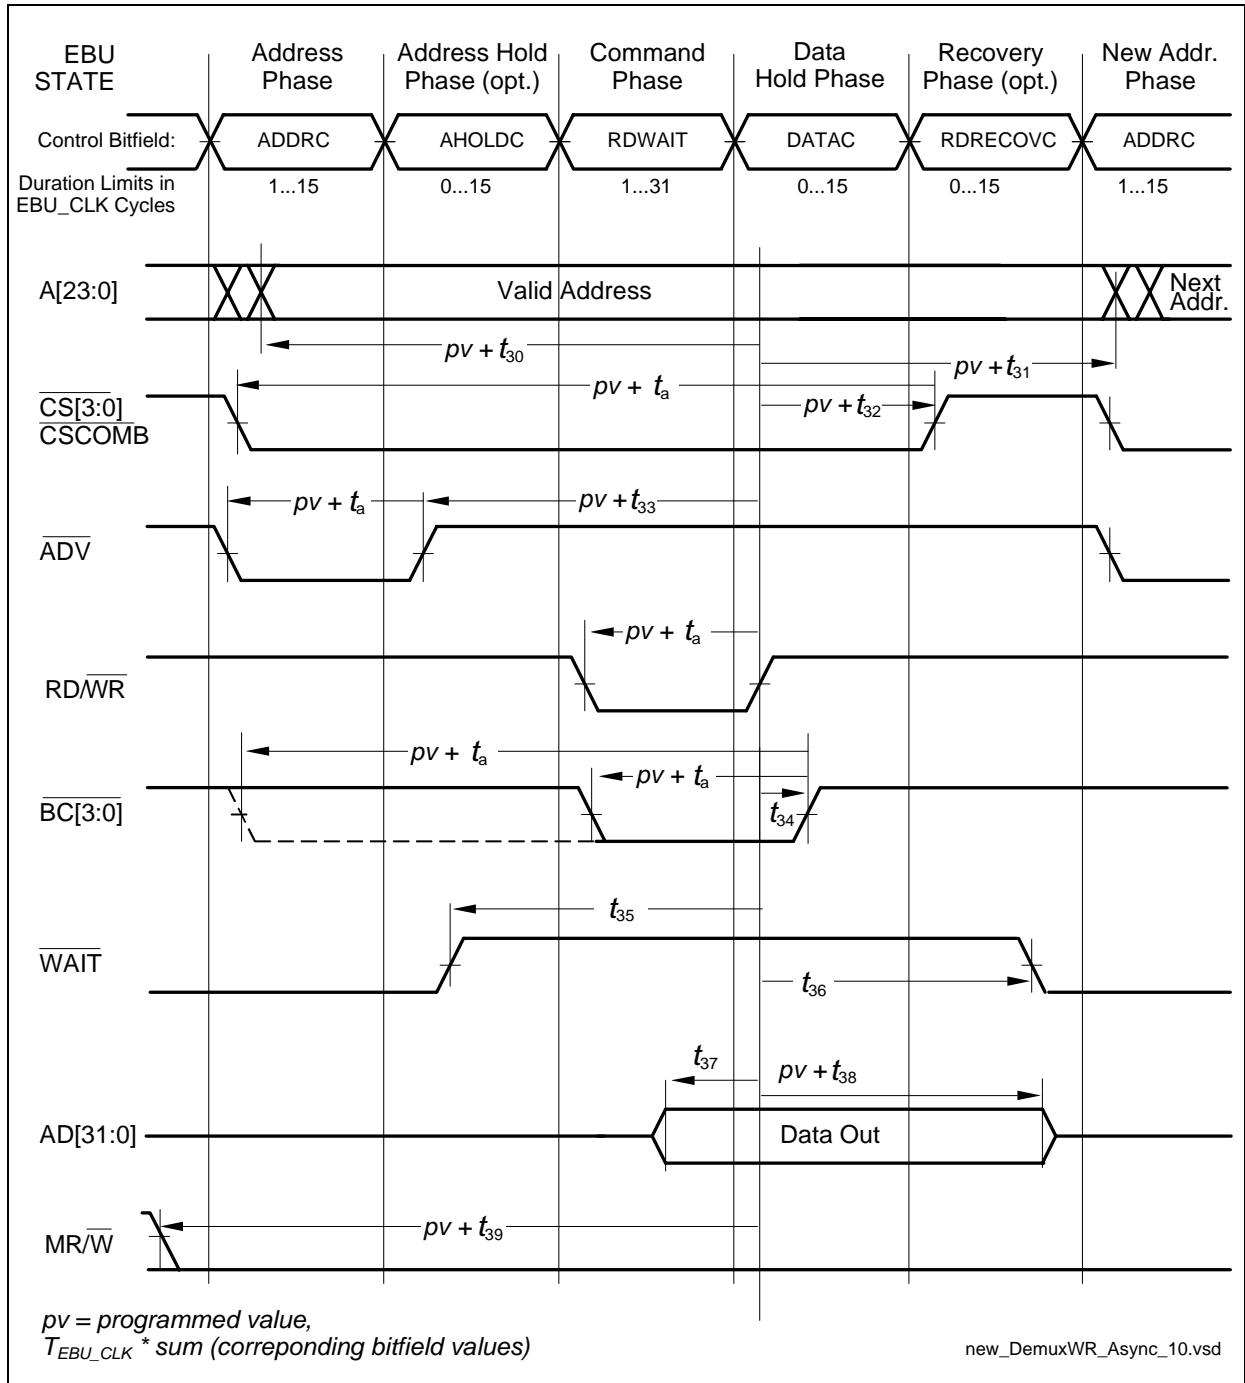 EBU STATE
Address Phase
Address Hold Phase (opt.)
Command Phase
Data Hold Phase
Recovery Phase (opt.)
New Addr. Phase
Control Bitfield:
ADDRC
AHOLDC
RDWAIT
DATAC
RDRECOVC
ADDRC
Duration Limits in EBU_CLK Cycles
1...15
0...15
1...31
0...15
0...15
1...15
A[23:0]
Valid Address
Next Addr.
pv + t30
pv + t31
CS[3:0]
CSCOMB
pv + ta
pv + t32
ADV
pv + ta
pv + t33
RD/WR
pv + ta
BC[3:0]
pv + ta
pv + ta
t34
WAIT
t35
t36
AD[31:0]
t37
pv + t38
Data Out
MR/W
pv + t39
pv = programmed value,
TEBU_CLK * sum (correponding bitfield values)
new_DemuxWR_Async_10.vsd